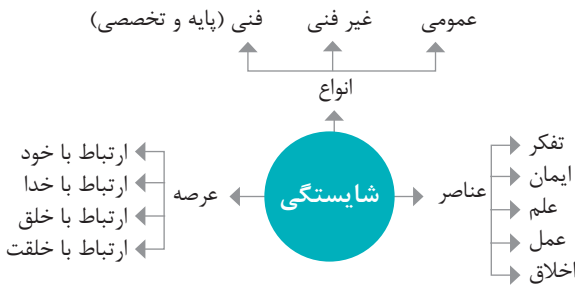 عمومی
غیر فنی
فنی (پایه و تخصصی)
انواع
شایستگی
عناصر
تفکر
ایمان
علم
عمل
اخلاق
عرصه
ارتباط با خود
ارتباط با خدا
ارتباط با خلق
ارتباط با خلقت